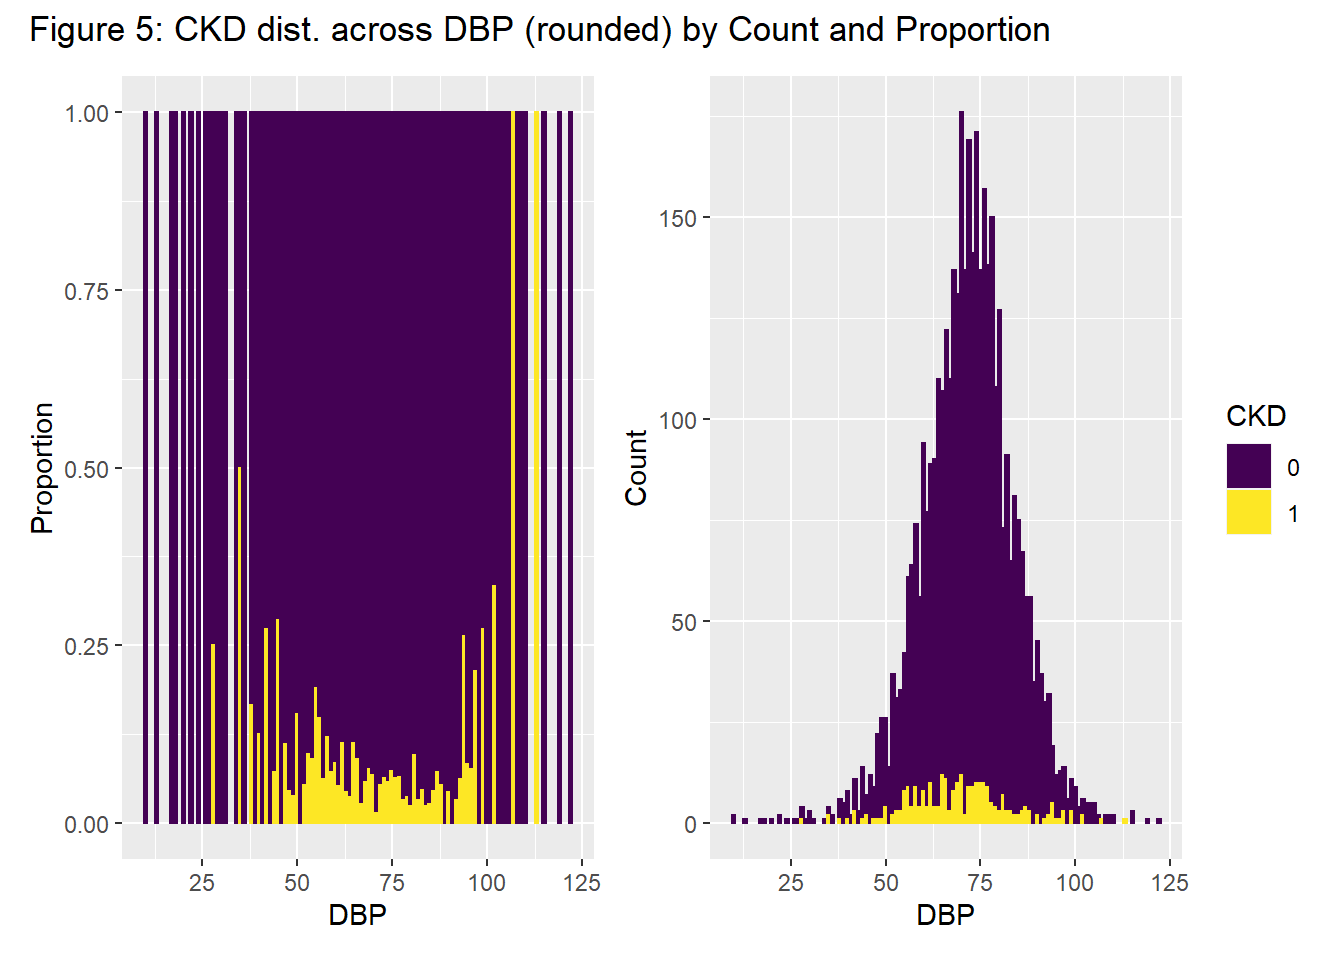 Figure 5: CKD dist. across DBP (rounded) by Count and Proportion
Proportion
1.00
0.75
0.50
0.25
0.00
25 50 75 100 125
DBP
Count
150
100
50
0
25 50 75 100 125
DBP
CKD
0
1